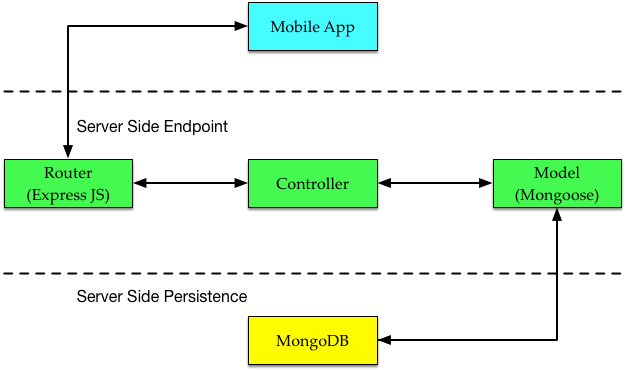 Mobile App
Server Side Endpoint
Router
(Express JS)
Controller
Model
(Mongoose)
Server Side Persistence
MongoDB